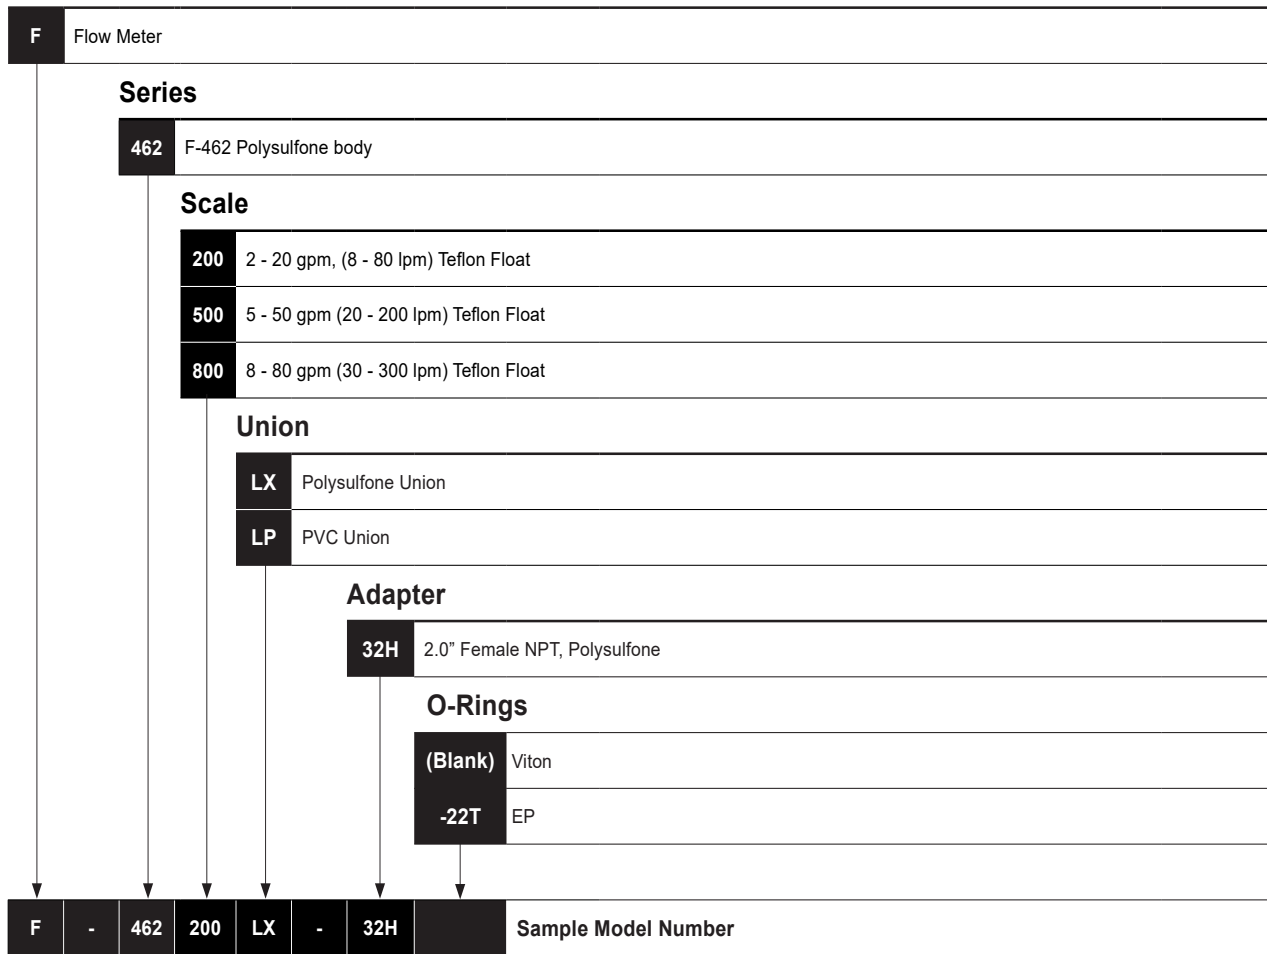 F Flow Meter
Series
462 F-462 Polysulfone body
Scale
200 2 - 20 gpm, (8 - 80 lpm) Teflon Float
500 5 - 50 gpm (20 - 200 lpm) Teflon Float
800 8 - 80 gpm (30 - 300 lpm) Teflon Float
Union
LX Polysulfone Union
LP PVC Union
Adapter
32H 2.0” Female NPT, Polysulfone
O-Rings
(Blank) Viton
-22T EP
F - 462 200 LX - 32H Sample Model Number